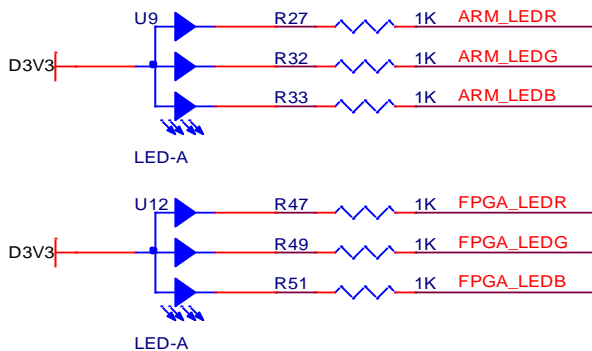 U9 R27 1K ARM_LEDR
D3V3 R32 1K ARM_LEDG
R33 1K ARM_LEDB
LED-A
U12 R47 1K FPGA_LEDR
D3V3 R49 1K FPGA_LEDG
R51 1K FPGA_LEDB
LED-A